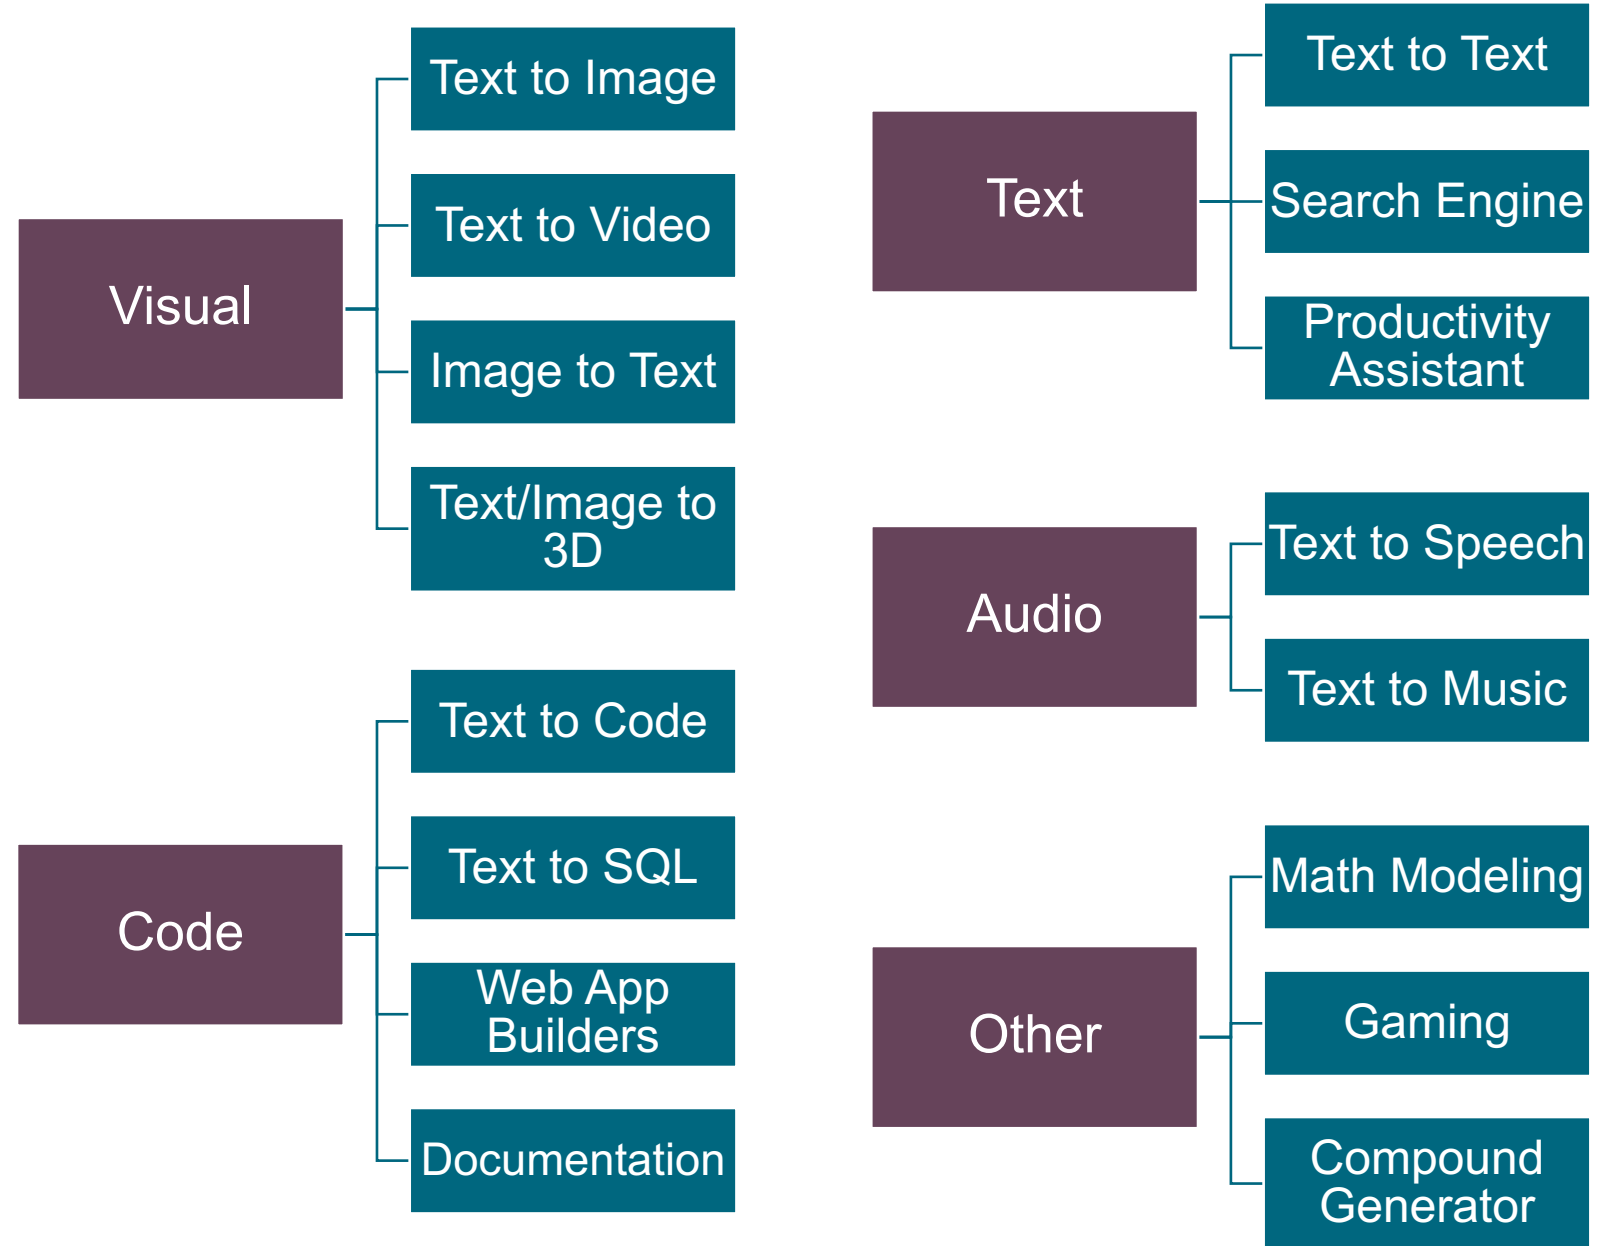 Visual
Text to Image
Text to Video
Image to Text
Text/Image to
3D
Code
Text to Code
Text to SQL
Web App
Builders
Documentation
Text
Text to Text
Search Engine
Productivity
Assistant
Audio
Text to Speech
Text to Music
Other
Math Modeling
Gaming
Compound
Generator